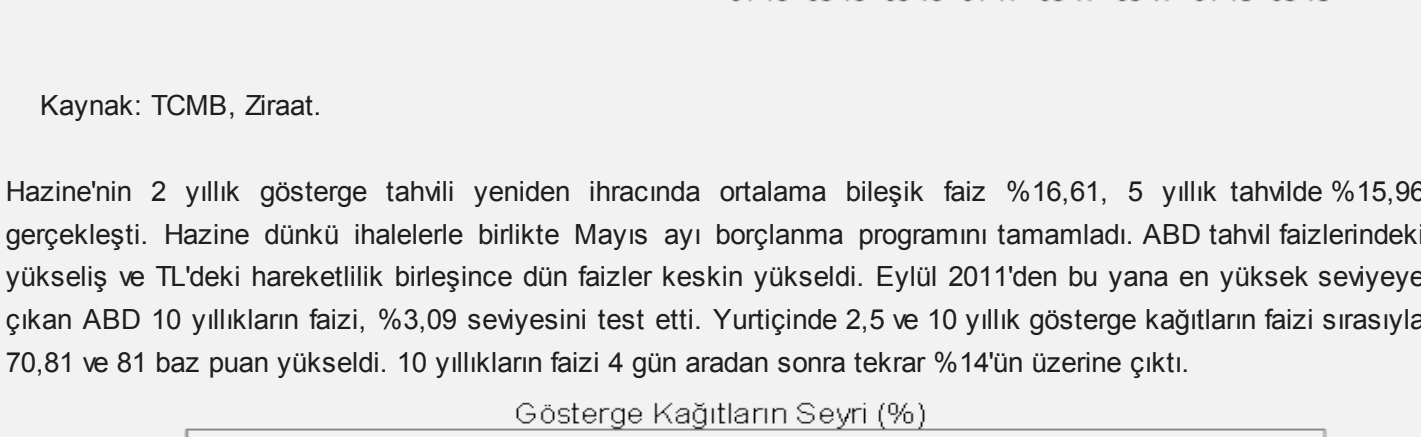 Kaynak: TCMB, Ziraat.
Hazine'nin 2 yıllık gösterge tahvili yeniden ihracında ortalama bileşik faiz %16,61, 5 yıllık tahvilde %15,96
gerçekleşti. Hazine dünkü ihalelerle birlikte Mayıs ayı borçlanma programını tamamladı. ABD tahvil faizlerindeki
yükseliş ve TL'deki hareketlilik birleşince dün faizler keskin yükseldi. Eylül 2011'den bu yana en yüksek seviyeye
çıkan ABD 10 yıllıkların faizi, %3,09 seviyesini test etti. Yurtiçinde 2,5 ve 10 yıllık gösterge kağıtların faizi sırasıyla
70,81 ve 81 baz puan yükseldi. 10 yıllıkların faizi 4 gün aradan sonra tekrar %14'ün üzerine çıktı.
Gösterge Kağıtların Seyri (%)